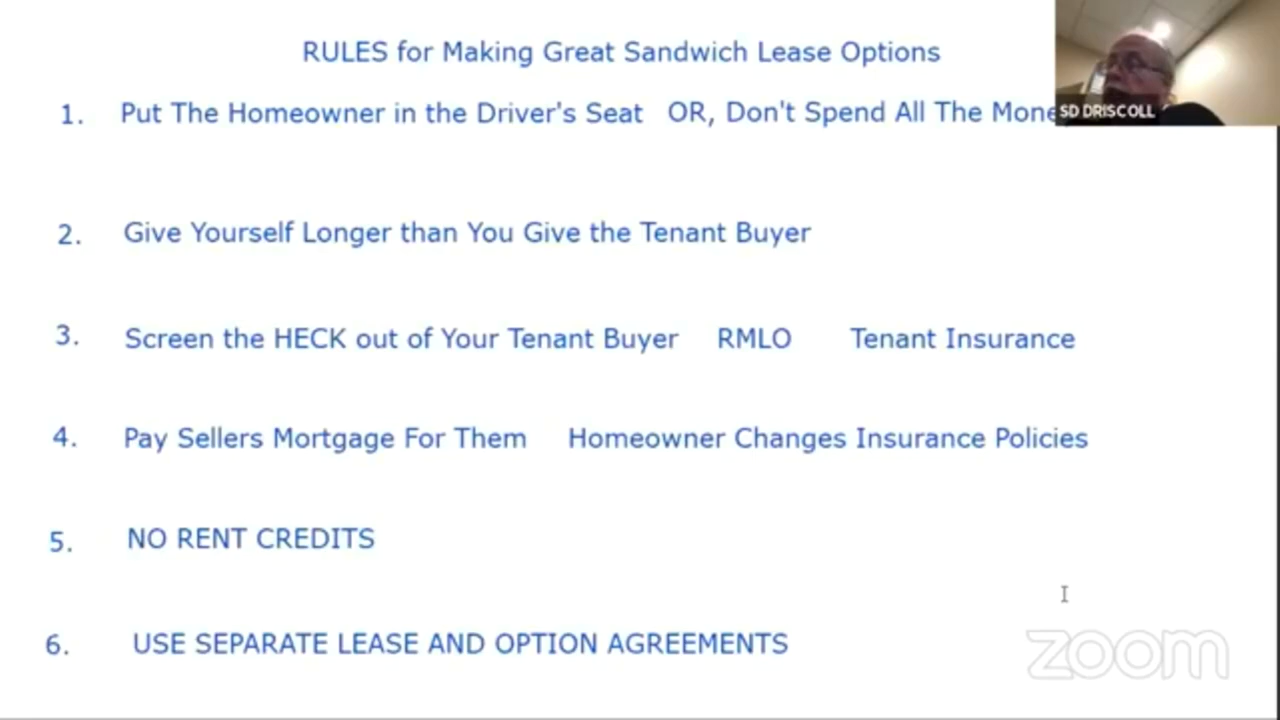 RULES for Making Great Sandwich Lease Options
1. Put The Homeowner in the Driver's Seat OR, Don't Spend All The Mone
SD DRISCOLL
2. Give Yourself Longer than You Give the Tenant Buyer
3. Screen the HECK out of Your Tenant Buyer RMLO Tenant Insurance
4. Pay Sellers Mortgage For Them Homeowner Changes Insurance Policies
5. NO RENT CREDITS
6. USE SEPARATE LEASE AND OPTION AGREEMENTS
zoom